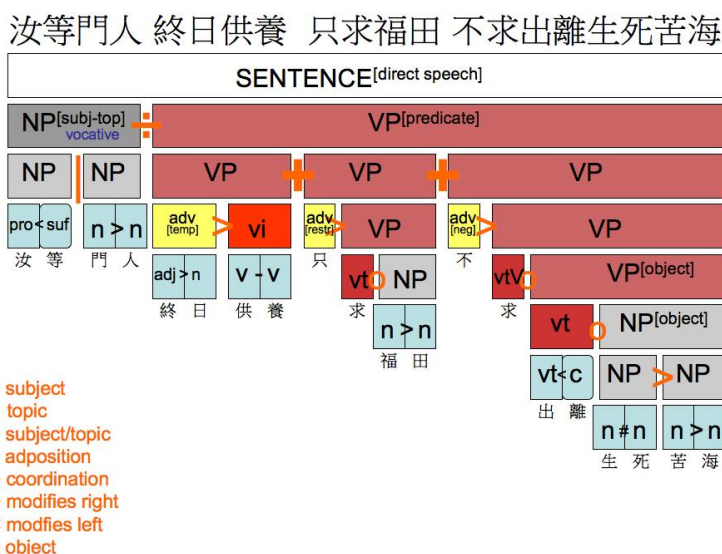 汝等門人 終日供養 只求福田 不求出離生死苦海
SENTENCE[direct speech]
NP[subj-top] vocative ÷ VP[predicate]
NP | NP VP + VP + VP
pro < suf n > n adv [temp] > vi adv [restr] > VP adv [neg] > VP
汝 等 門 人 adj > n v - v 只 vt o NP 不 vtV o VP[object]
終 日 供 養 求 n > n 求 vt o NP[object]
福 田 vt < c NP > NP
出 離 n # n n > n
生 死 苦 海
subject
topic
subject/topic
adposition
coordination
modifies right
modfies left
object